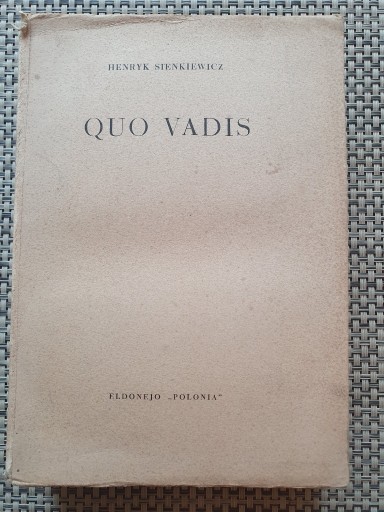 HENRYK SIENKIEWICZ
QUO VADIS
ELDONEJO „POLONIA"